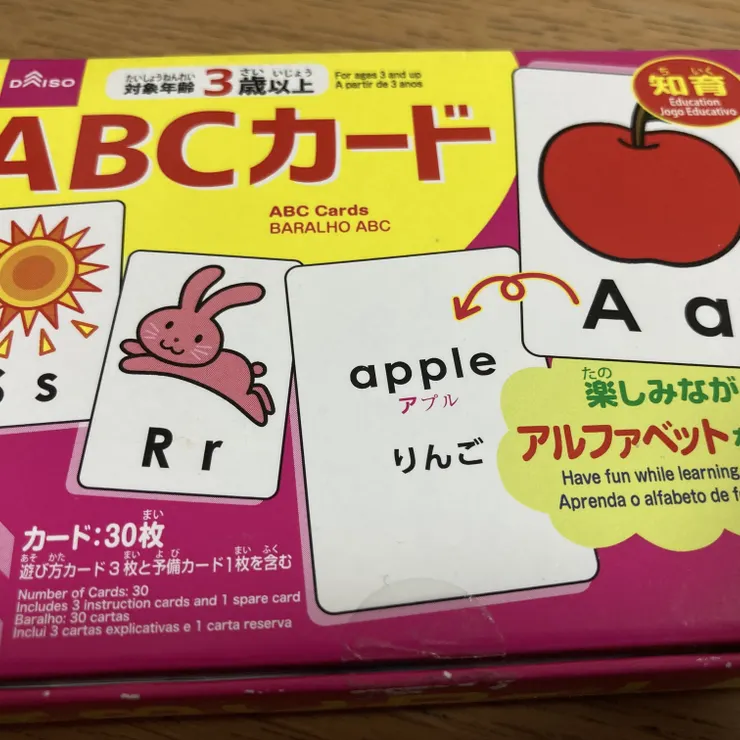 DAISO
たいしょうねんれい さい いじょう
対象年齢 3歳以上
For ages 3 and up
A partir de 3 anos
ち いく
知育
Education
Jogo Educativo
ABCカード
ABC Cards
BARALHO ABC
S s
R r
apple
アプル
りんご
A a
たの
楽しみなが
アルファベット
Have fun while learning
Aprenda o alfabeto de f
まい
カード:30枚
あそ かた まい よ び まい ふく
遊び方カード3枚と予備カード1枚を含む
Number of Cards: 30
Includes 3 instruction cards and 1 spare card
Baralho: 30 cartas
Inclui 3 cartas explicativas e 1 carta reserva